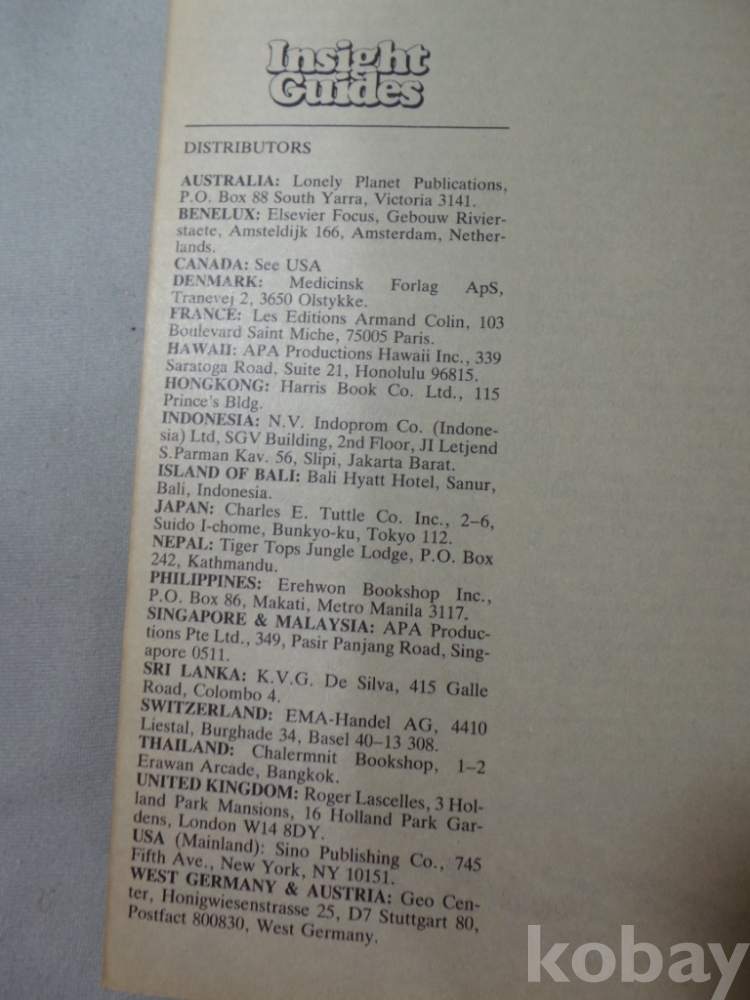 Insight
Guides
DISTRIBUTORS
AUSTRALIA: Lonely Planet Publications,
P.O. Box 88 South Yarra, Victoria 3141.
BENELUX: Elsevier Focus, Gebouw Rivier-
staete, Amsteldijk 166, Amsterdam, Nether-
lands.
CANADA: See USA
DENMARK: Medicinsk Forlag ApS,
Tranevej 2, 3650 Olstykke.
FRANCE: Les Editions Armand Colin, 103
Boulevard Saint Miche, 75005 Paris.
HAWAII: APA Productions Hawaii Inc., 339
Saratoga Road, Suite 21, Honolulu 96815.
HONGKONG: Harris Book Co. Ltd., 115
Prince's Bldg.
INDONESIA: N.V. Indoprom Co. (Indone-
sia) Ltd, SGV Building, 2nd Floor, JI Letjend
S.Parman Kav. 56, Slipi, Jakarta Barat.
ISLAND OF BALI: Bali Hyatt Hotel, Sanur,
Bali, Indonesia.
JAPAN: Charles E. Tuttle Co. Inc., 2–6,
Suido I-chome, Bunkyo-ku, Tokyo 112.
NEPAL: Tiger Tops Jungle Lodge, P.O. Box
242, Kathmandu.
PHILIPPINES: Erehwon Bookshop Inc.,
P.O. Box 86, Makati, Metro Manila 3117.
SINGAPORE & MALAYSIA: APA Produc-
tions Pte Ltd., 349, Pasir Panjang Road, Sing-
apore 0511.
SRI LANKA: K.V.G. De Silva, 415 Galle
Road, Colombo 4.
SWITZERLAND: EMA-Handel AG, 4410
Liestal, Burghade 34, Basel 40–13 308.
THAILAND: Chalermnit Bookshop, 1–2
Erawan Arcade, Bangkok.
UNITED KINGDOM: Roger Lascelles, 3 Hol-
land Park Mansions, 16 Holland Park Gar-
dens, London W14 8DY.
USA (Mainland): Sino Publishing Co., 745
Fifth Ave., New York, NY 10151.
WEST GERMANY & AUSTRIA: Geo Cen-
ter, Honigwiesenstrasse 25, D7 Stuttgart 80,
Postfact 800830, West Germany.
kobay